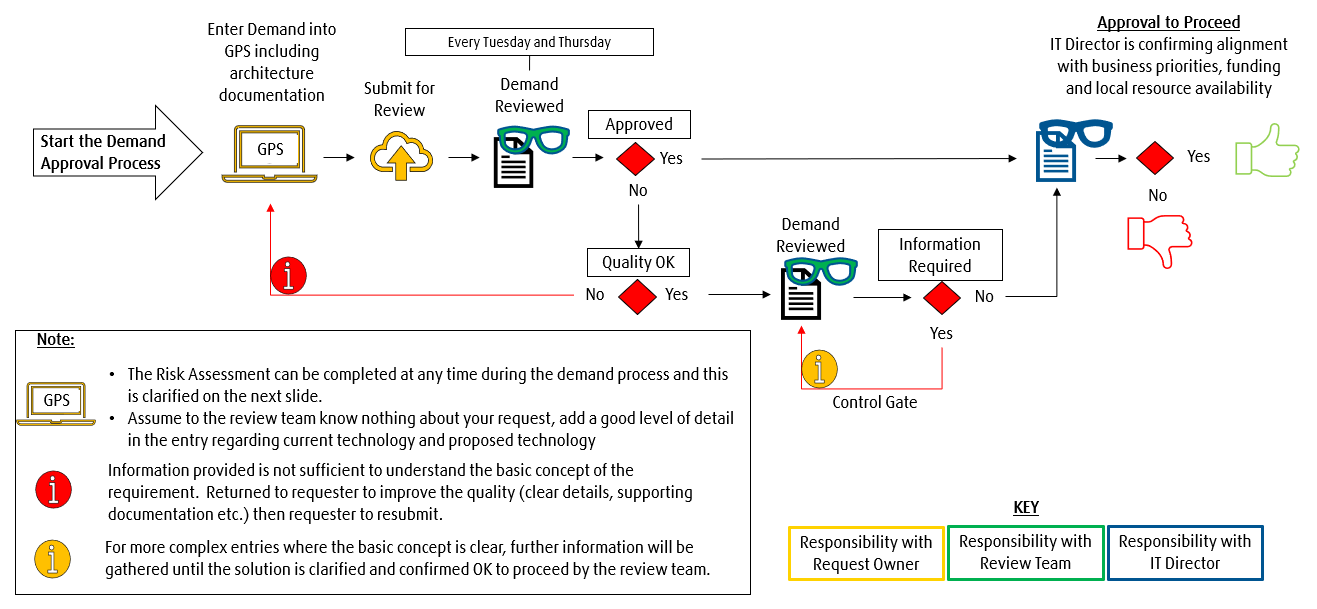 Enter Demand into
GPS including
architecture
documentation
Every Tuesday and Thursday
Approval to Proceed
IT Director is confirming alignment
with business priorities, funding
and local resource availability
Submit for
Review
Demand
Reviewed
Approved
Start the Demand
Approval Process
GPS
Yes
No
Yes
No
Quality OK
No
Yes
Demand
Reviewed
Information
Required
No
Yes
Control Gate
i
i
Note:
GPS
• The Risk Assessment can be completed at any time during the demand process and this
is clarified on the next slide.
• Assume to the review team know nothing about your request, add a good level of detail
in the entry regarding current technology and proposed technology
i
Information provided is not sufficient to understand the basic concept of the
requirement. Returned to requester to improve the quality (clear details, supporting
documentation etc.) then requester to resubmit.
i
For more complex entries where the basic concept is clear, further information will be
gathered until the solution is clarified and confirmed OK to proceed by the review team.
KEY
Responsibility with
Request Owner
Responsibility with
Review Team
Responsibility with
IT Director